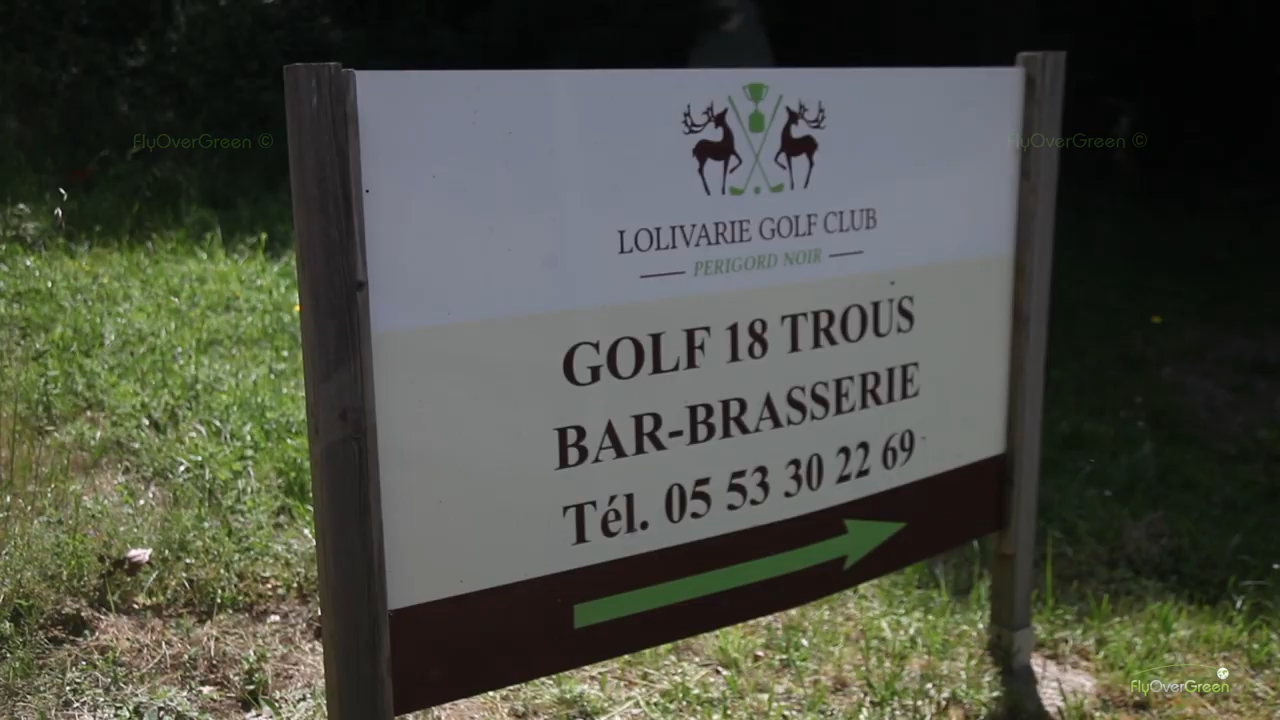 FlyOverGreen ©
FlyOverGreen ©
LOLIVARIE GOLF CLUB
PERIGORD NOIR
GOLF 18 TROUS
BAR-BRASSERIE
Tél. 05 53 30 22 69
FlyOverGreen